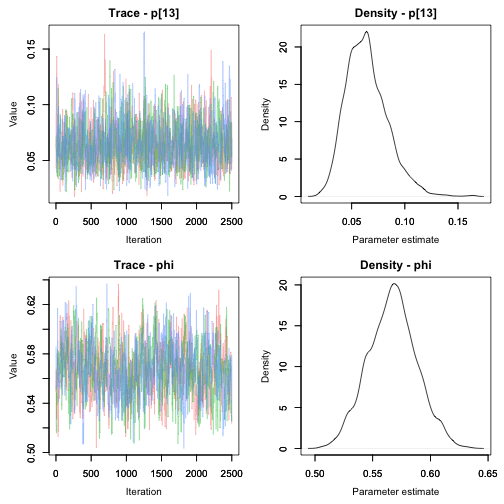 Trace - p[13]
Value
0.05 0.10 0.15
0 500 1000 1500 2000 2500
Iteration
Density - p[13]
Density
0 5 10 15 20
0.05 0.10 0.15
Parameter estimate
Trace - phi
Value
0.50 0.54 0.58 0.62
0 500 1000 1500 2000 2500
Iteration
Density - phi
Density
0 5 10 15 20
0.50 0.55 0.60 0.65
Parameter estimate